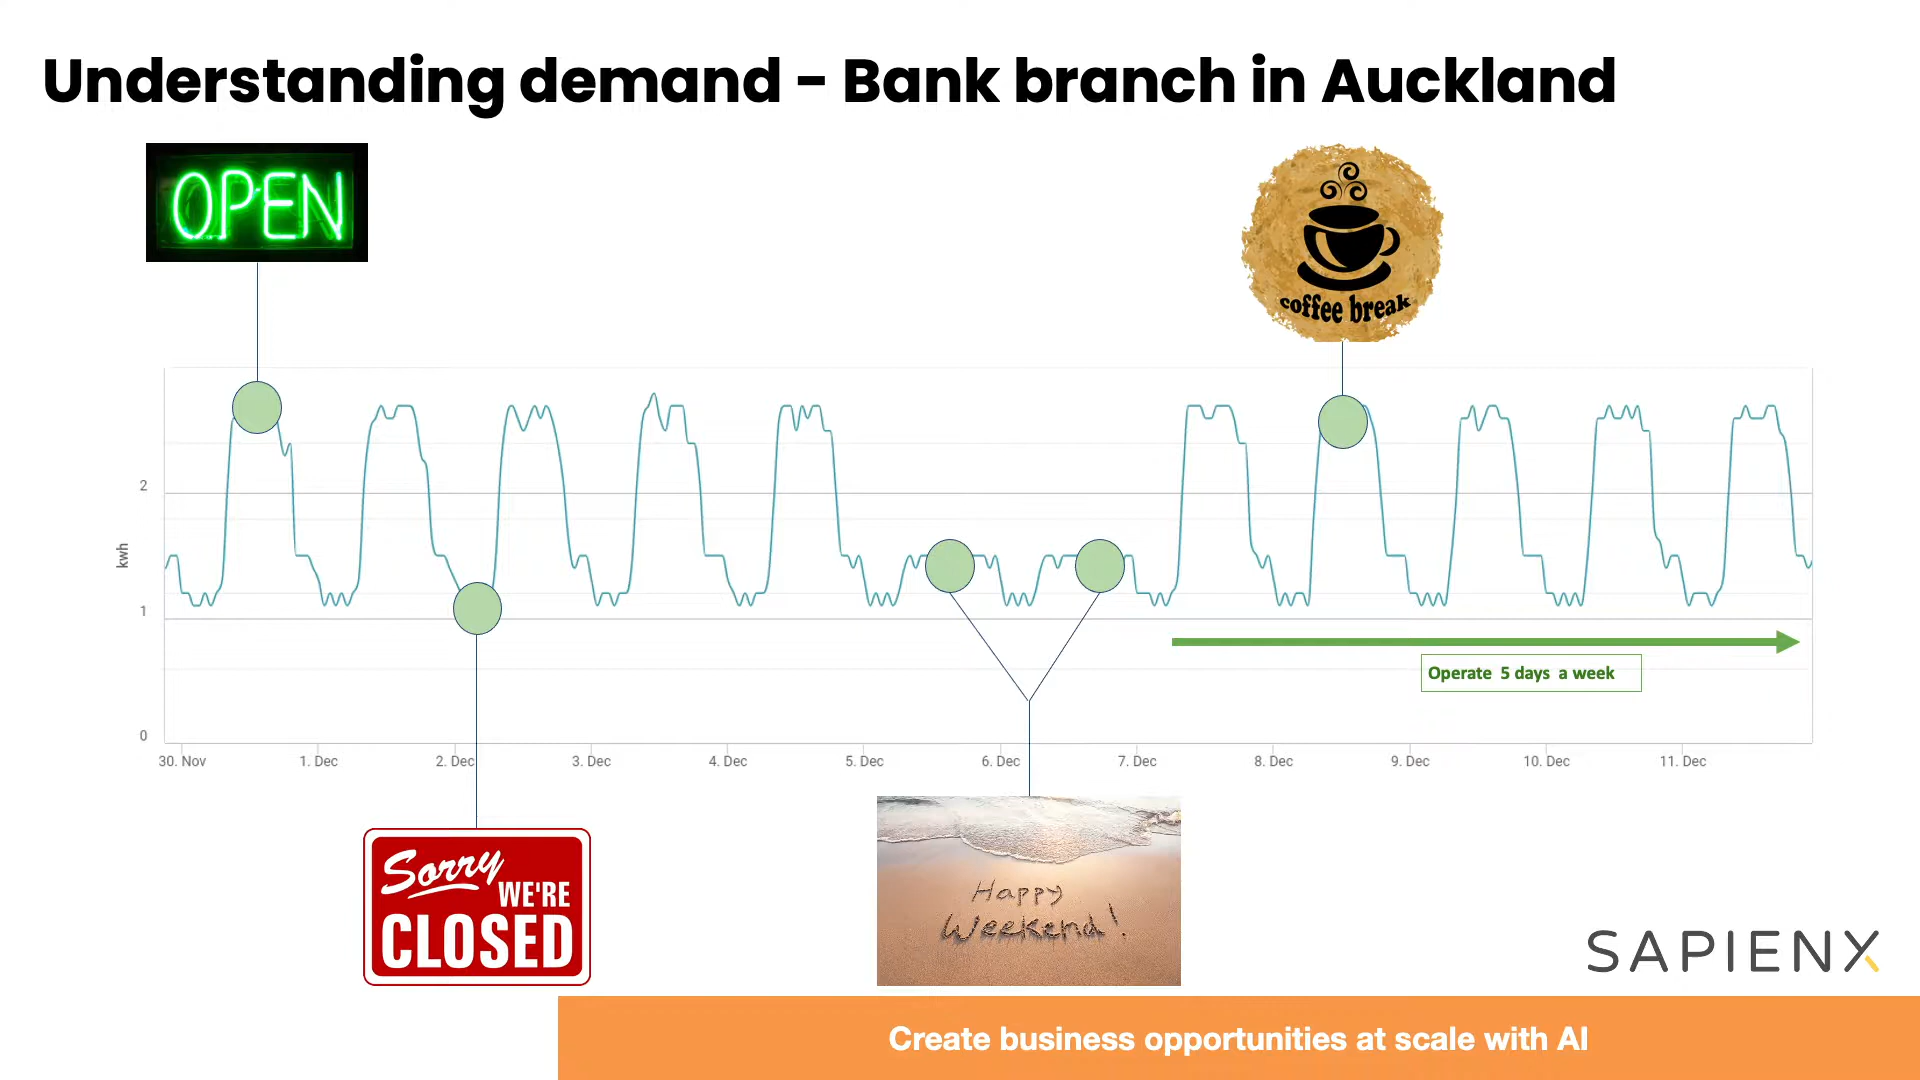 Understanding demand - Bank branch in Auckland
OPEN
coffee break
2
kwh
1
0
Operate 5 days a week
30. Nov
1. Dec
2. Dec
3. Dec
4. Dec
5. Dec
6. Dec
7. Dec
8. Dec
9. Dec
10. Dec
11. Dec
Sorry
WE'RE
CLOSED
Happy
Weekend!
SAPIENX
Create business opportunities at scale with AI